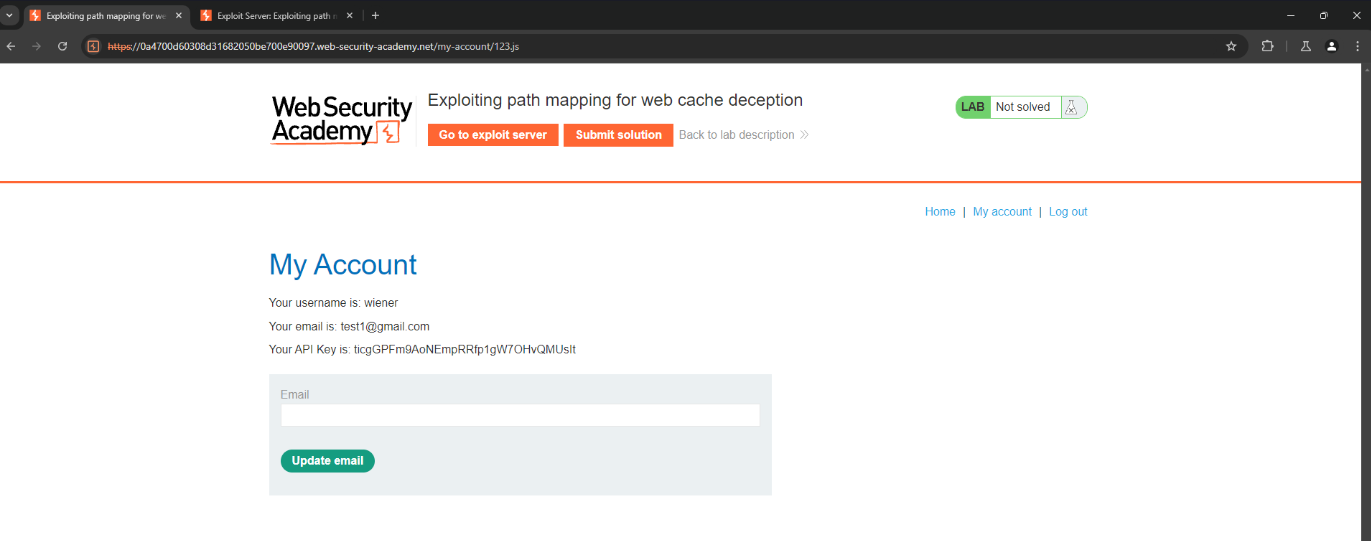 Exploiting path mapping for we
Exploit Server: Exploiting path
https://0a4700d60308d31682050be700e90097.web-security-academy.net/my-account/123.js
WebSecurity
Academy
Exploiting path mapping for web cache deception
LAB Not solved
Go to exploit server Submit solution Back to lab description
Home | My account | Log out
My Account
Your username is: wiener
Your email is: test1@gmail.com
Your API Key is: ticgGPFm9AoNEmpRRfp1gW7OHvQMUsIt
Email
Update email